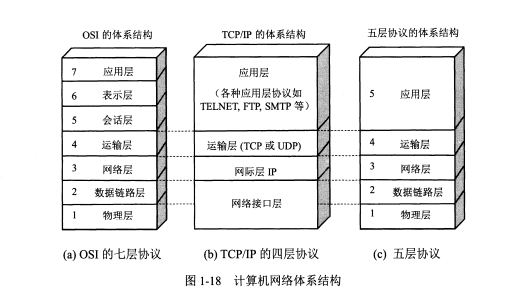 OSI 的体系结构
7 应用层
6 表示层
5 会话层
4 运输层
3 网络层
2 数据链路层
1 物理层
(a) OSI 的七层协议
TCP/IP 的体系结构
应用层
(各种应用层协议如
TELNET, FTP, SMTP 等)
运输层 (TCP 或 UDP)
网际层 IP
网络接口层
(b) TCP/IP 的四层协议
五层协议的体系结构
5 应用层
4 运输层
3 网络层
2 数据链路层
1 物理层
(c) 五层协议
图 1-18 计算机网络体系结构